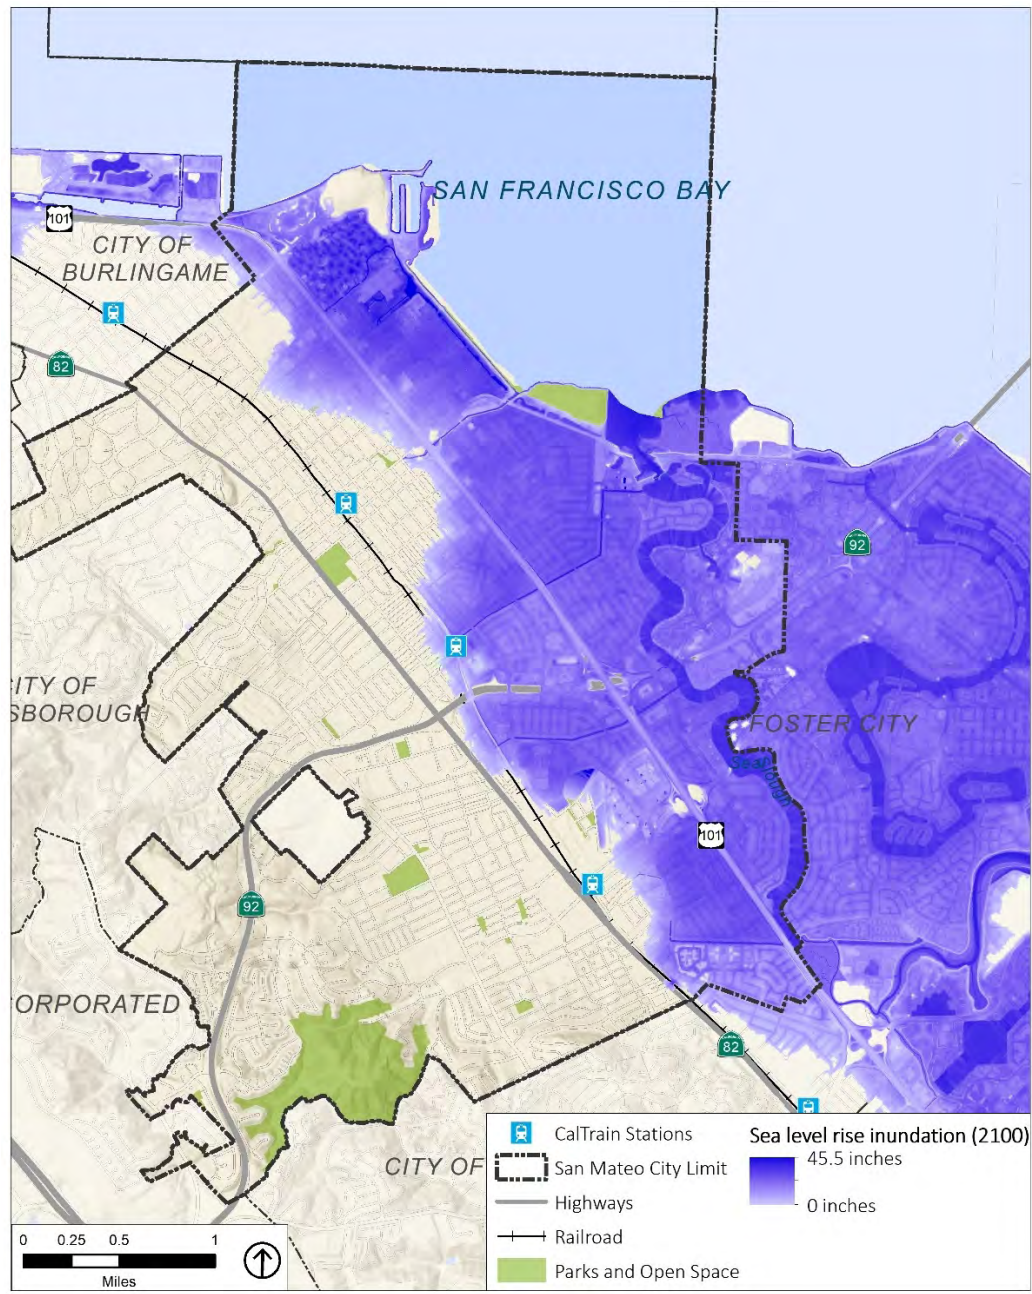 SAN FRANCISCO BAY
101
CITY OF
BURLINGAME
82
92
CITY OF
SBOROUGH
FOSTER CITY
101
92
ORPORATED
82
CITY OF
CalTrain Stations
San Mateo City Limit
Highways
Railroad
Parks and Open Space
Sea level rise inundation (2100)
45.5 inches
0 inches
0 0.25 0.5 1
Miles